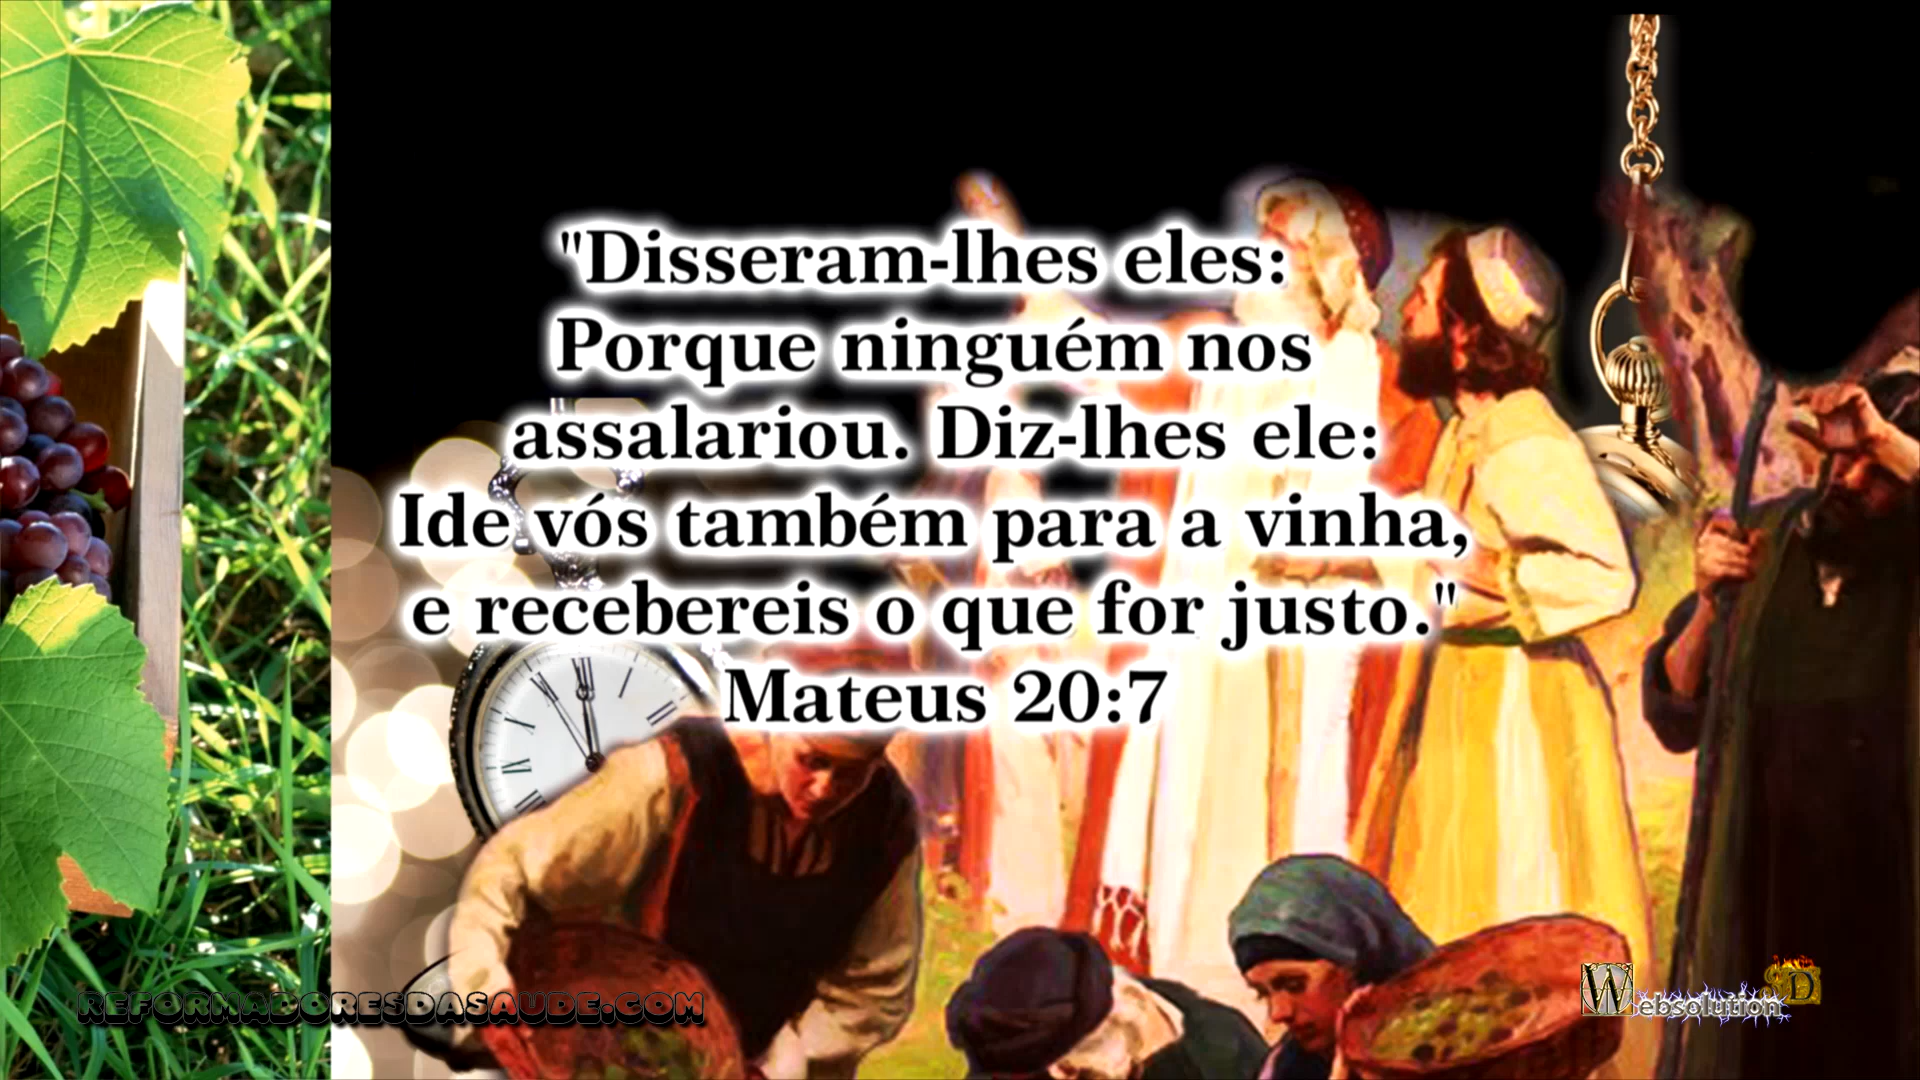 "Disseram-lhes eles:
Porque ninguém nos
assalariou. Diz-lhes ele:
Ide vós também para a vinha,
e recebereis o que for justo."
Mateus 20:7
REFORMADORESDASAUDE.COM
Websolution SD